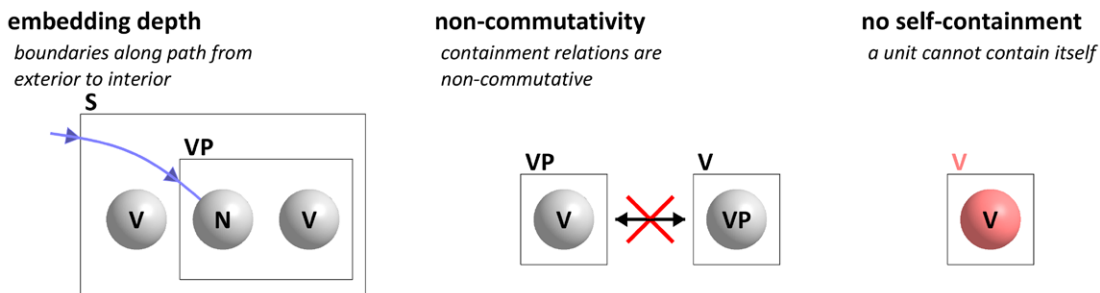 embedding depth
boundaries along path from
exterior to interior
S
VP
V
N
V
non-commutativity
containment relations are
non-commutative
VP
V
V
VP
no self-containment
a unit cannot contain itself
V
V